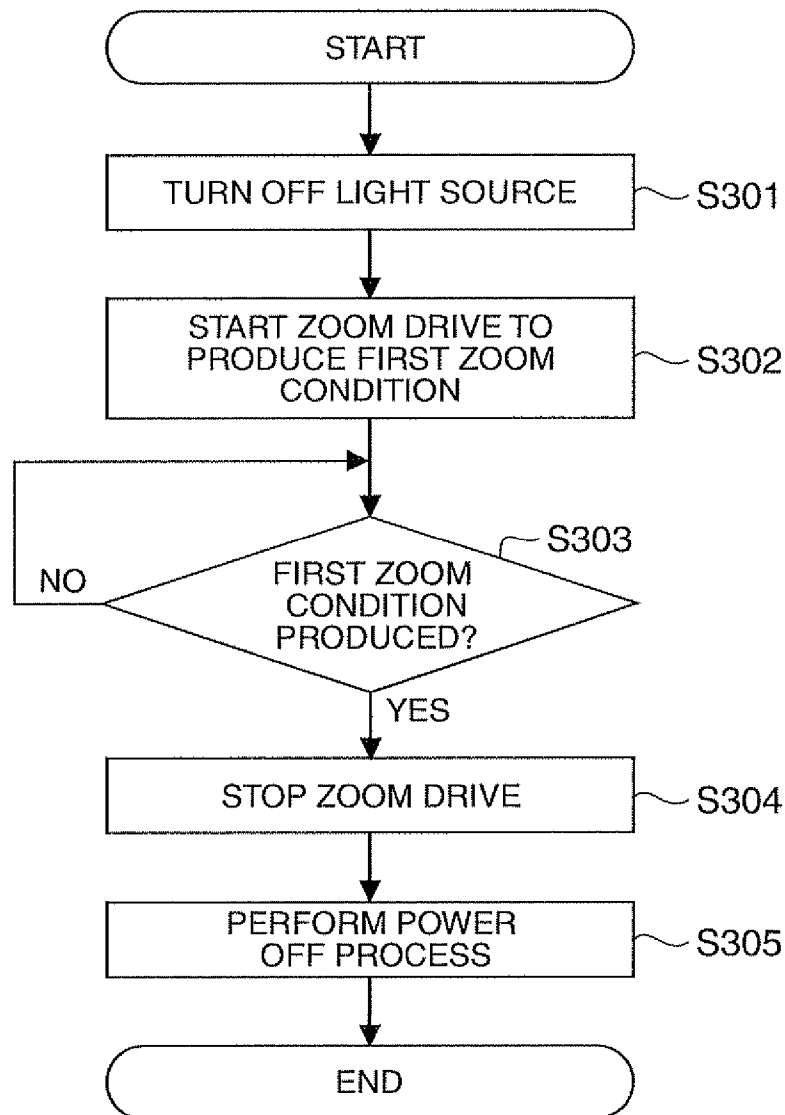 START
TURN OFF LIGHT SOURCE
S301
START ZOOM DRIVE TO
PRODUCE FIRST ZOOM
CONDITION
S302
S303
FIRST ZOOM
CONDITION
PRODUCED?
NO
YES
STOP ZOOM DRIVE
S304
PERFORM POWER
OFF PROCESS
S305
END